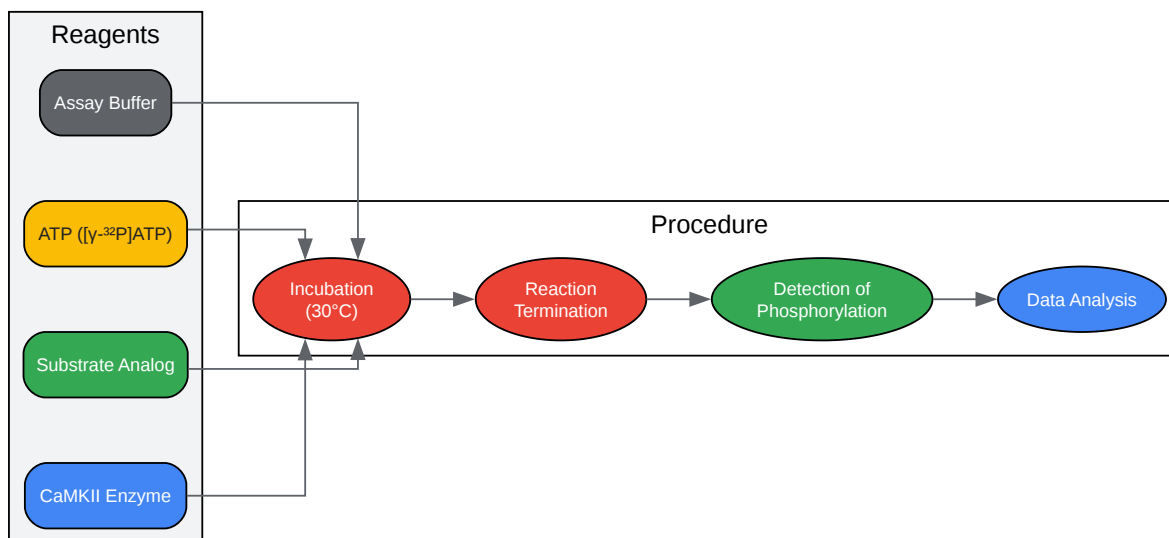 Reagents
Assay Buffer
ATP ([γ-³²P]ATP)
Substrate Analog
CaMKII Enzyme
Procedure
Incubation
(30°C)
Reaction
Termination
Detection of
Phosphorylation
Data Analysis